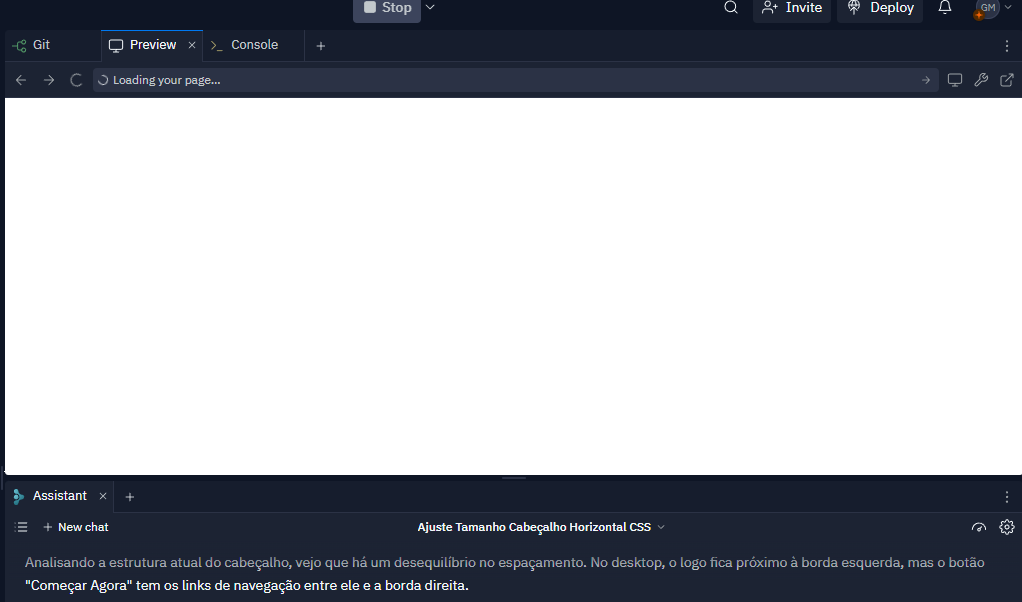 Stop
Invite
Deploy
GM
Git
Preview
Console
Loading your page...
Assistant
New chat
Ajuste Tamanho Cabeçalho Horizontal CSS
Analisando a estrutura atual do cabeçalho, vejo que há um desequilíbrio no espaçamento. No desktop, o logo fica próximo à borda esquerda, mas o botão
"Começar Agora" tem os links de navegação entre ele e a borda direita.